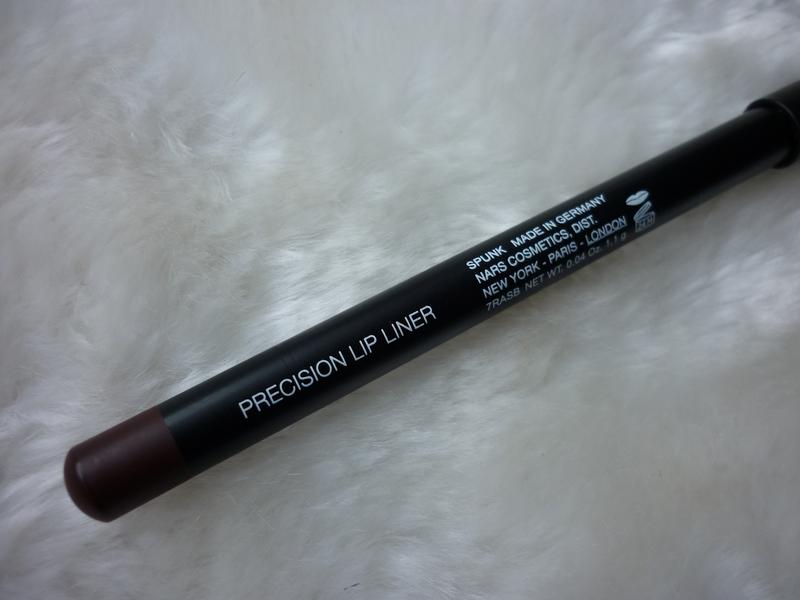 PRECISION LIP LINER
SPUNK MADE IN GERMANY
NARS COSMETICS, DIST.
NEW YORK - PARIS - LONDON
7RASB NET WT. 0.04 Oz. 1.1 g